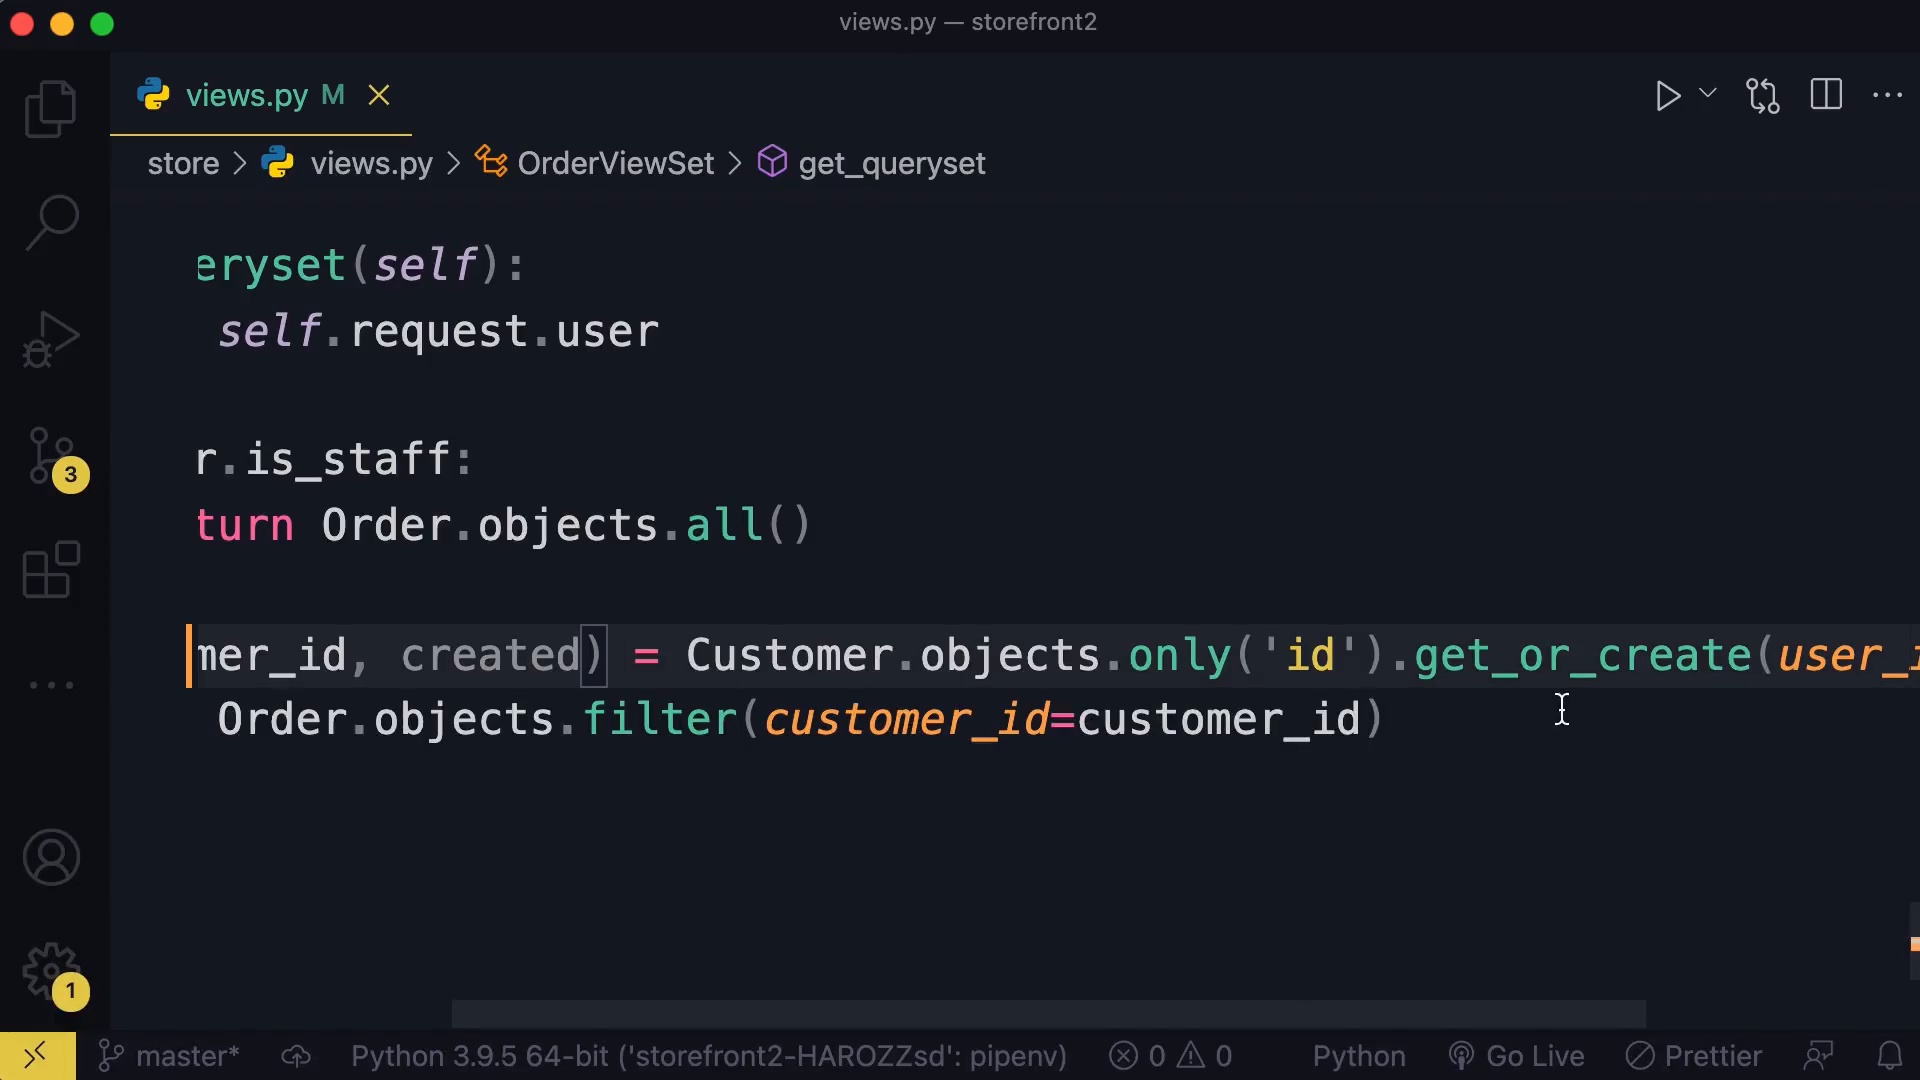 views.py — storefront2
views.py M
store > views.py > OrderViewSet > get_queryset
eryset(self):
self.request.user
r.is_staff:
turn Order.objects.all()
mer_id, created) = Customer.objects.only('id').get_or_create(user_i
Order.objects.filter(customer_id=customer_id)
3
1
master* Python 3.9.5 64-bit ('storefront2-HAROZZsd': pipenv) 0 0 Python Go Live Prettier